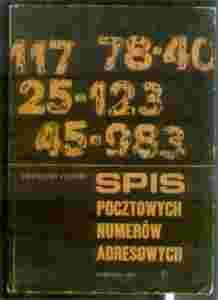 117 78-40
25-123
45-983
SPIS
POCZTOWYCH
NUMERÓW
ADRESOWYCH